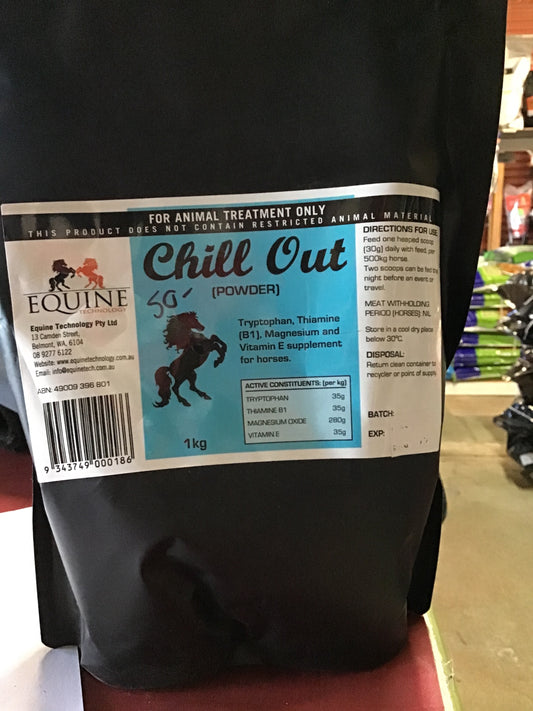 FOR ANIMAL TREATMENT ONLY
THIS PRODUCT DOES NOT CONTAIN RESTRICTED ANIMAL MATERIAL
EQUINE
TECHNOLOGY
Equine Technology Pty Ltd
13 Camden Street,
Belmont, WA, 6104
08 9277 6122
Website: www.equinetechnology.com.au
Email: info@equinetech.com.au
ABN: 49009 396 801
9 343749 000186
Chill Out
50-
(POWDER)
Tryptophan, Thiamine
(B1), Magnesium and
Vitamin E supplement
for horses.
ACTIVE CONSTITUENTS: (per kg)
TRYPTOPHAN 35g
THIAMINE B1 35g
MAGNESIUM OXIDE 280g
VITAMIN E 35g
1kg
DIRECTIONS FOR USE
Feed one heeped scoop
(30g) daily with feed, per
500kg horse.
Two scoops can be fed the
night before an event or
travel.
MEAT WITHHOLDING
PERIOD (HORSES): NIL
Store in a cool dry place
below 30°C.
DISPOSAL:
Return clean container to
recycler or point of supply.
BATCH:
EXP: